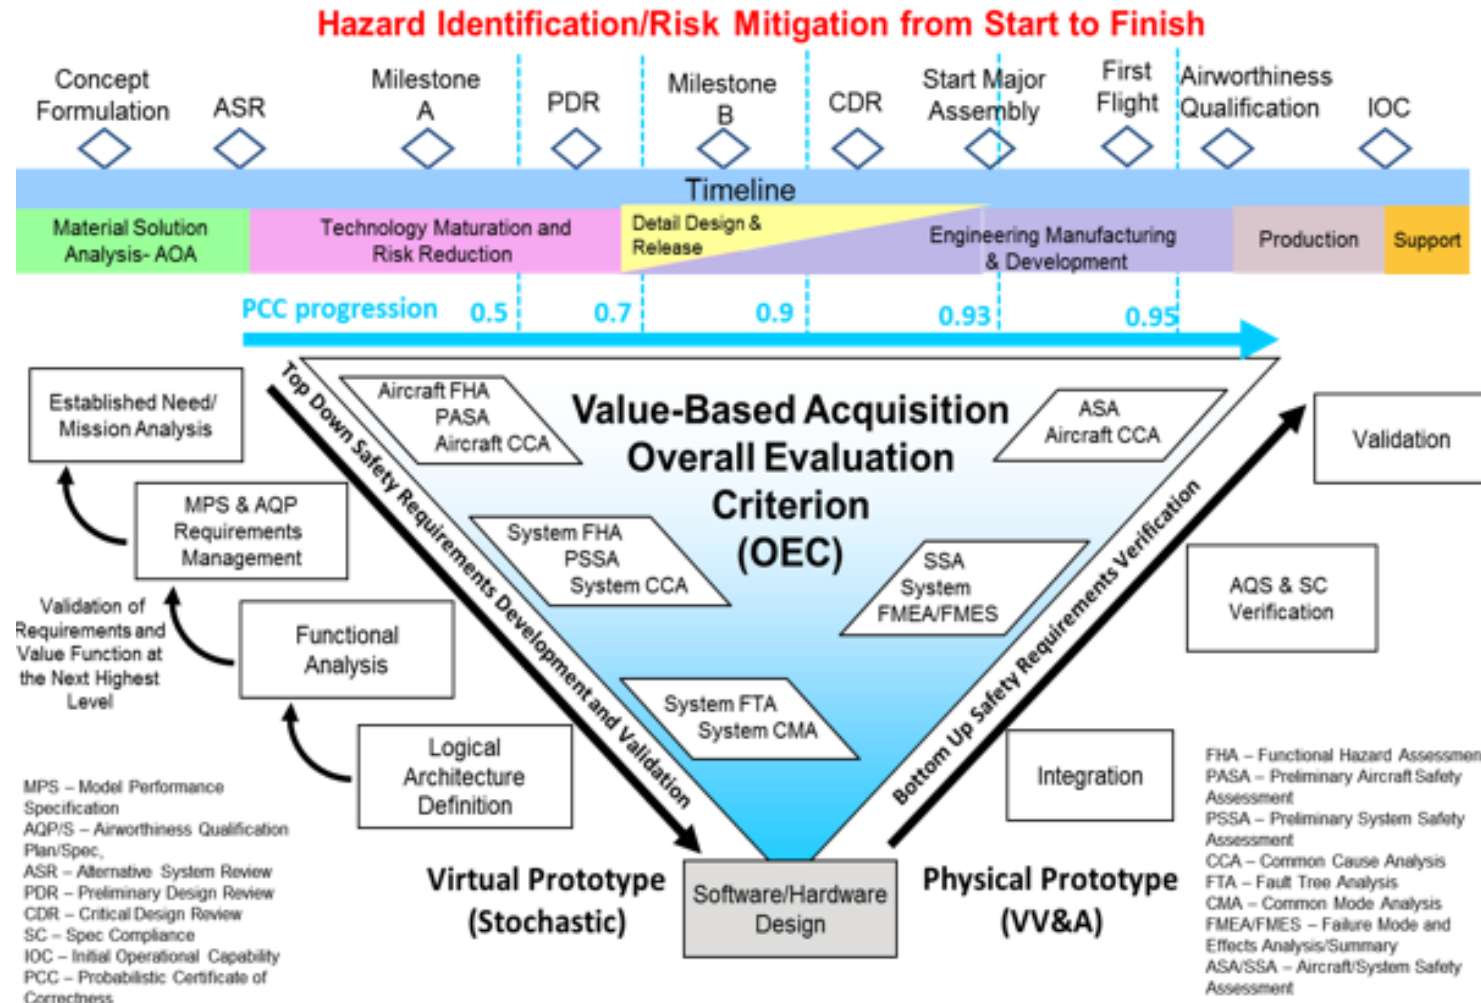 Hazard Identification/Risk Mitigation from Start to Finish
Concept
Formulation
ASR
Milestone
A
PDR
Milestone
B
CDR
Start Major
Assembly
First
Flight
Airworthiness
Qualification
IOC
Timeline
Material Solution
Analysis- AOA
Technology Maturation and
Risk Reduction
Detail Design &
Release
Engineering Manufacturing
& Development
Production
Support
PCC progression
0.5
0.7
0.9
0.93
0.95
Established Need/
Mission Analysis
MPS & AQP
Requirements
Management
Validation of
Requirements and
Value Function at
the Next Highest
Level
Functional
Analysis
Logical
Architecture
Definition
Top Down Safety Requirements Development and Validation
Aircraft FHA
PASA
Aircraft CCA
System FHA
PSSA
System CCA
System FTA
System CMA
Value-Based Acquisition
Overall Evaluation
Criterion
(OEC)
ASA
Aircraft CCA
SSA
System
FMEA/FMES
Bottom Up Safety Requirements Verification
Validation
AQS & SC
Verification
Integration
Virtual Prototype
(Stochastic)
Software/Hardware
Design
Physical Prototype
(VV&A)
MPS – Model Performance
Specification
AQP/S – Airworthiness Qualification
Plan/Spec,
ASR – Alternative System Review
PDR – Preliminary Design Review
CDR – Critical Design Review
SC – Spec Compliance
IOC – Initial Operational Capability
PCC – Probabilistic Certificate of
Correctness
FHA – Functional Hazard Assessment
PASA – Preliminary Aircraft Safety
Assessment
PSSA – Preliminary System Safety
Assessment
CCA – Common Cause Analysis
FTA – Fault Tree Analysis
CMA – Common Mode Analysis
FMEA/FMES – Failure Mode and
Effects Analysis/Summary
ASA/SSA – Aircraft/System Safety
Assessment